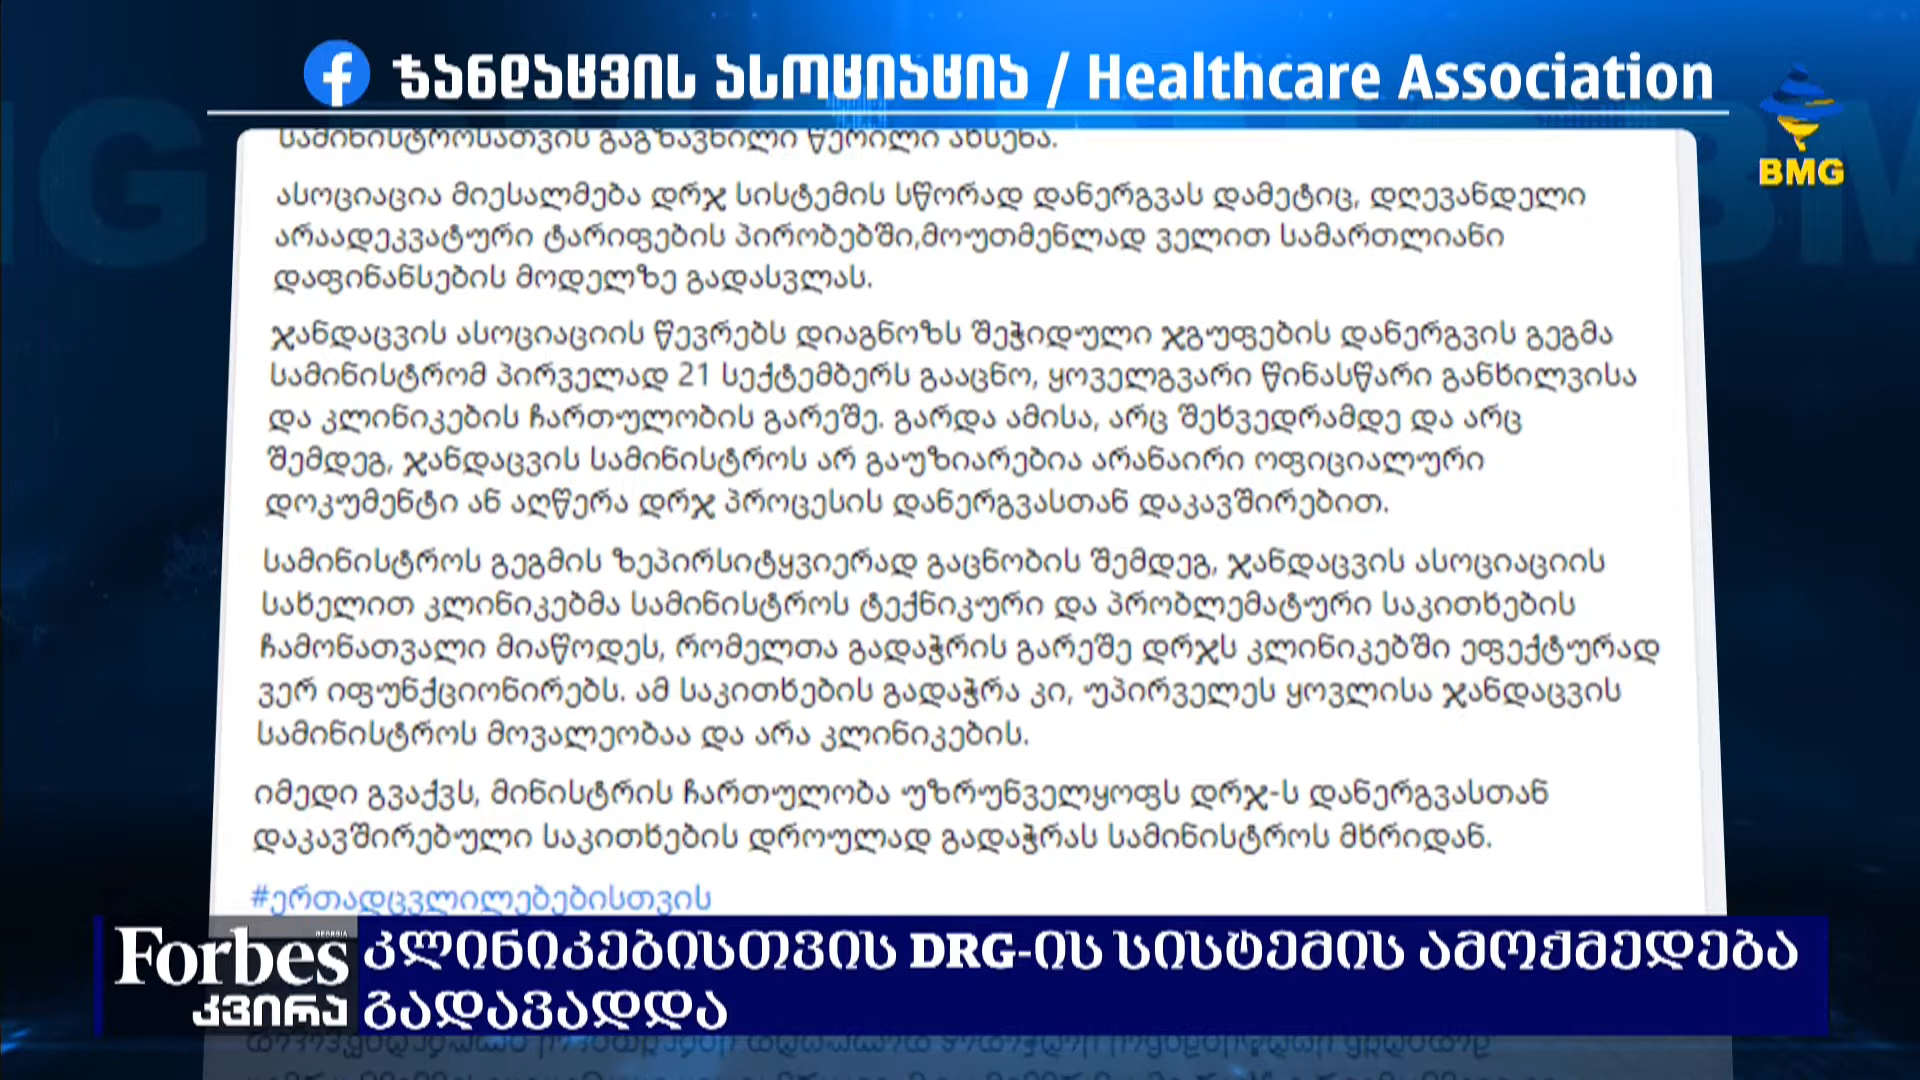 ჯანდაცვის ასოციაცია / Healthcare Association
BMG
სამინისტროსათვის გაგზავნილი წერილი ახსენა.
ასოციაცია მიესალმება დრჯ სისტემის სწორად დანერგვას დამეტიც, დღევანდელი
არაადეკვატური ტარიფების პირობებში,მოუთმენლად ველით სამართლიანი
დაფინანსების მოდელზე გადასვლას.
ჯანდაცვის ასოციაციის წევრებს დიაგნოზს შეჭიდული ჯგუფების დანერგვის გეგმა
სამინისტრომ პირველად 21 სექტემბერს გააცნო, ყოველგვარი წინასწარი განხილვისა
და კლინიკების ჩართულობის გარეშე. გარდა ამისა, არც შეხვედრამდე და არც
შემდეგ, ჯანდაცვის სამინისტროს არ გაუზიარებია არანაირი ოფიციალური
დოკუმენტი ან აღწერა დრჯ პროცესის დანერგვასთან დაკავშირებით.
სამინისტროს გეგმის ზეპირსიტყვიერად გაცნობის შემდეგ, ჯანდაცვის ასოციაციის
სახელით კლინიკებმა სამინისტროს ტექნიკური და პრობლემატური საკითხების
ჩამონათვალი მიაწოდეს, რომელთა გადაჭრის გარეშე დრჯს კლინიკებში ეფექტურად
ვერ იფუნქციონირებს. ამ საკითხების გადაჭრა კი, უპირველეს ყოვლისა ჯანდაცვის
სამინისტროს მოვალეობაა და არა კლინიკების.
იმედი გვაქვს, მინისტრის ჩართულობა უზრუნველყოფს დრჯ-ს დანერგვასთან
დაკავშირებული საკითხების დროულად გადაჭრას სამინისტროს მხრიდან.
#ერთადცვლილებებისთვის
Forbes
GEORGIA
კვირა
კლინიკებისთვის DRG-ის სისტემის ამოქმედება
გადავადდა